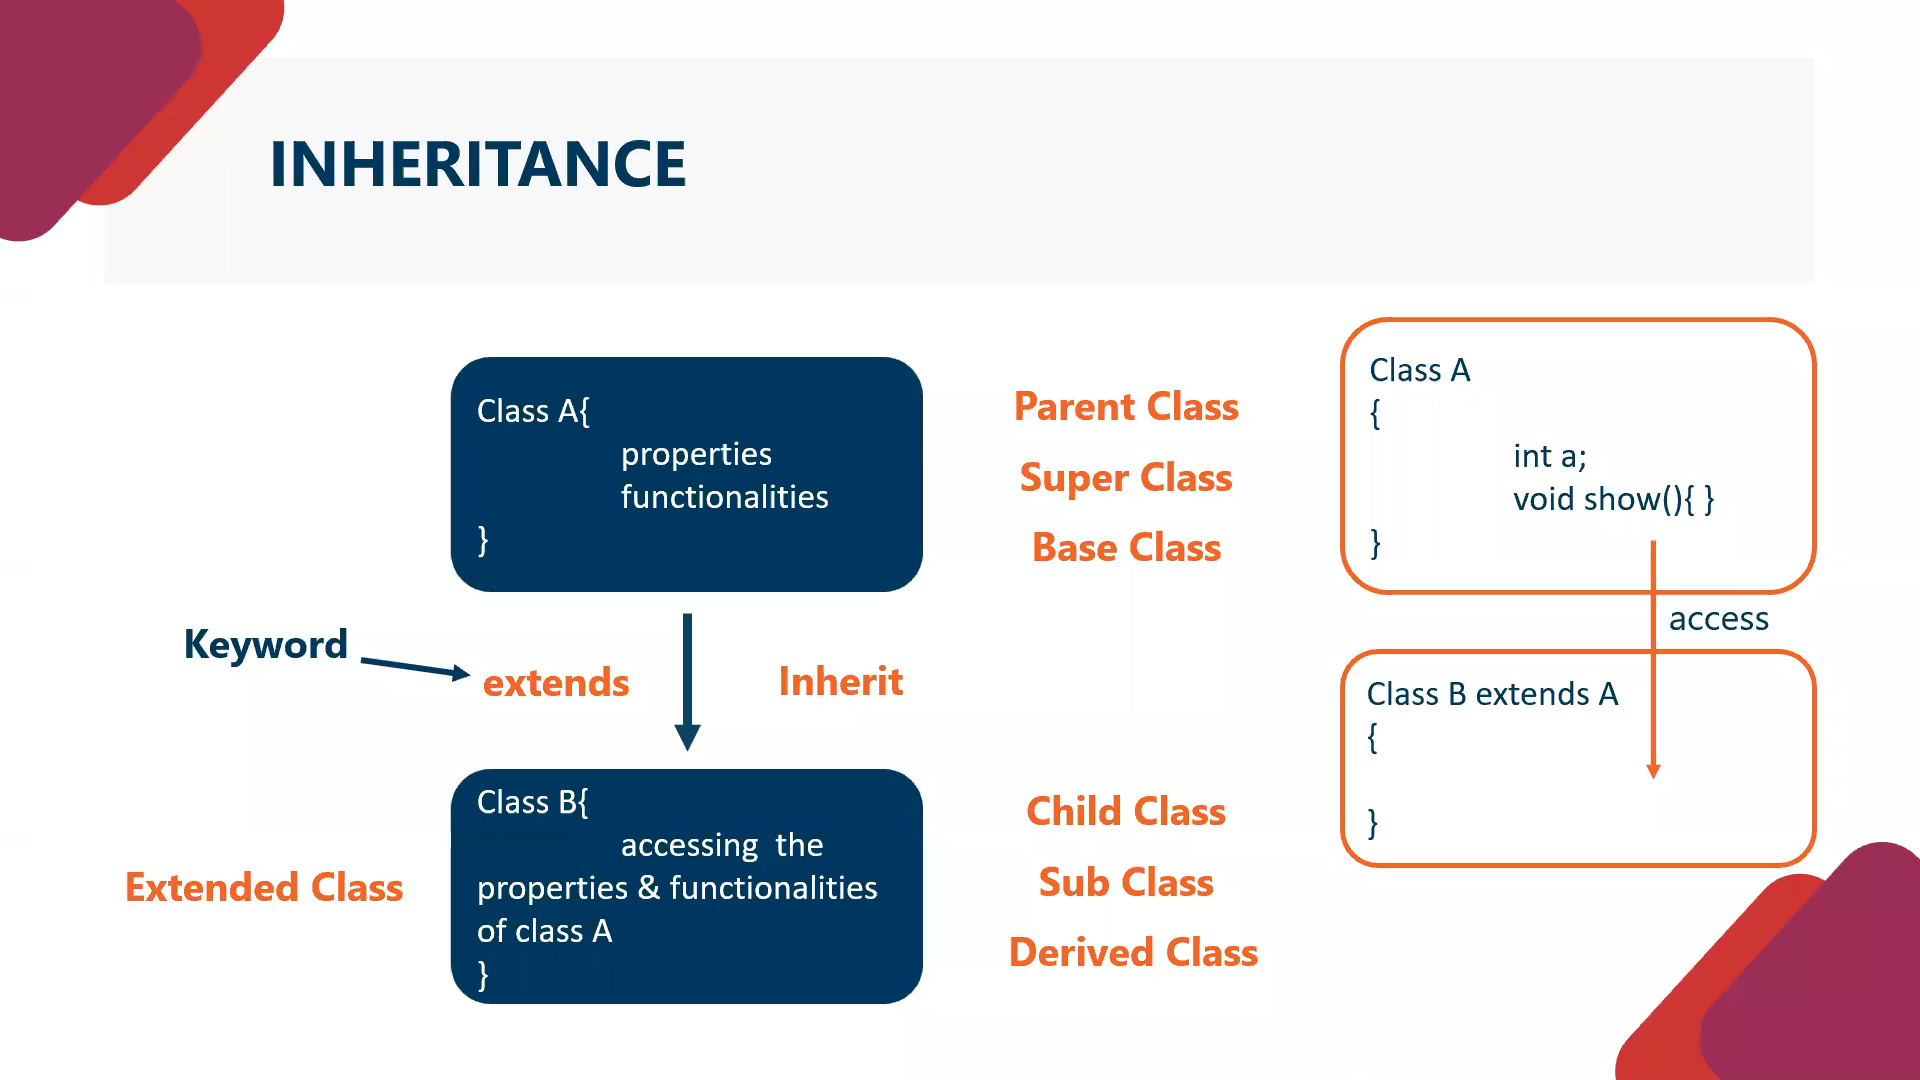 INHERITANCE
Class A{
properties
functionalities
}
Keyword
extends
Inherit
Class B{
accessing the
properties & functionalities
of class A
}
Extended Class
Parent Class
Super Class
Base Class
Child Class
Sub Class
Derived Class
Class A
{
int a;
void show(){ }
}
access
Class B extends A
{
}